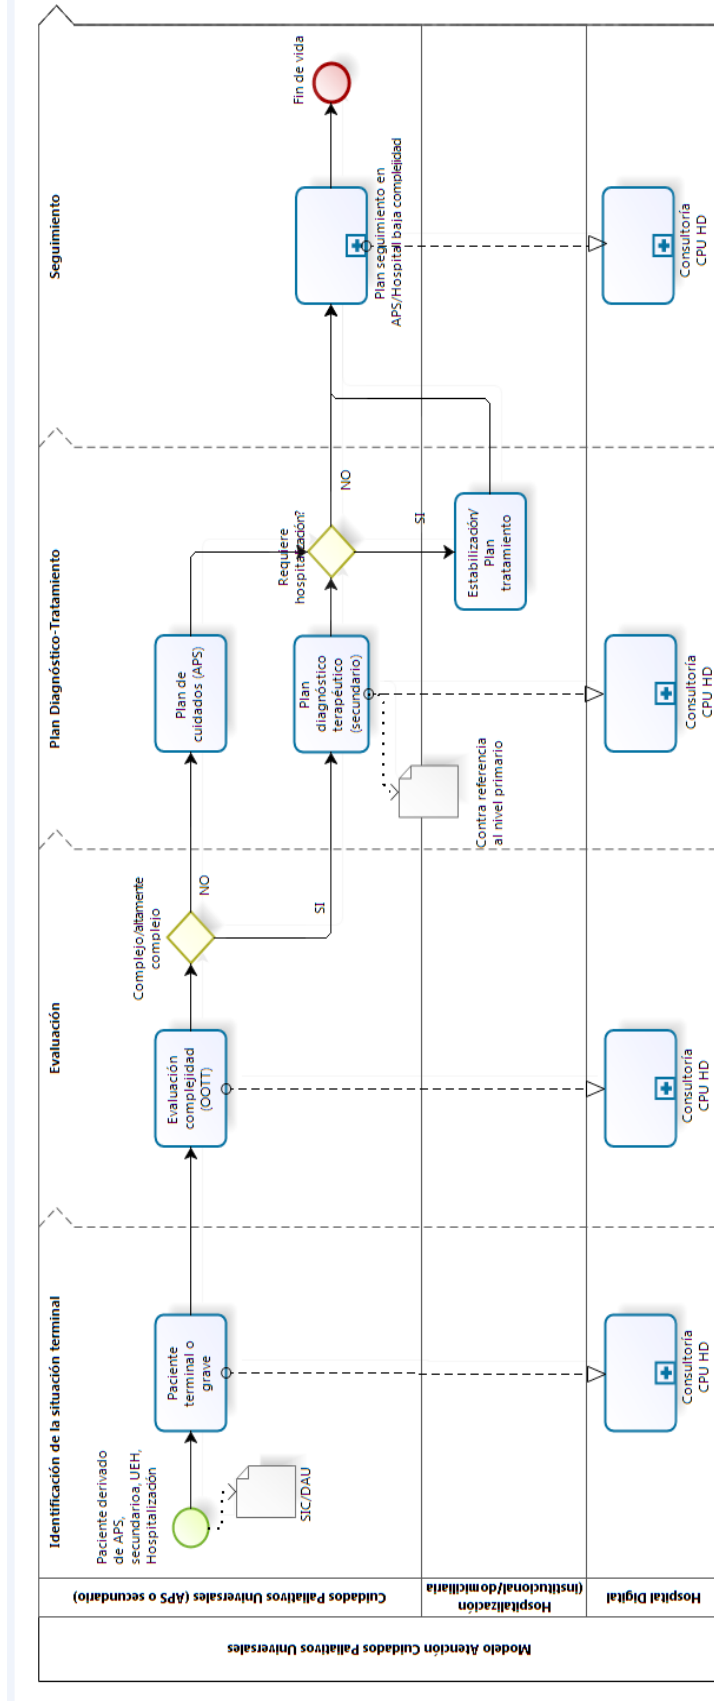 Modelo Atención Cuidados Paliativos Universales
Cuidados Paliativos Universales (APS o secundario)
Hospitalización
(institucional/domiciliaria
Hospital Digital
Identificación de la situación terminal
Evaluación
Plan Diagnóstico-Tratamiento
Seguimiento
Paciente derivado
de APS,
secundarioa, UEH,
Hospitalización
SIC/DAU
Paciente
terminal o
grave
Evaluación
complejidad
(OOTT)
Complejo/altamente
complejo
NO
SI
Plan de
cuidados (APS)
Plan
diagnóstico
terapéutico
(secundario)
Contra referencia
al nivel primario
Requiere
hospitalización?
NO
SI
Estabilización/
Plan
tratamiento
Plan seguimiento en
APS/Hospital baja complejidad
Fin de vida
Consultoría
CPU HD
Consultoría
CPU HD
Consultoría
CPU HD
Consultoría
CPU HD